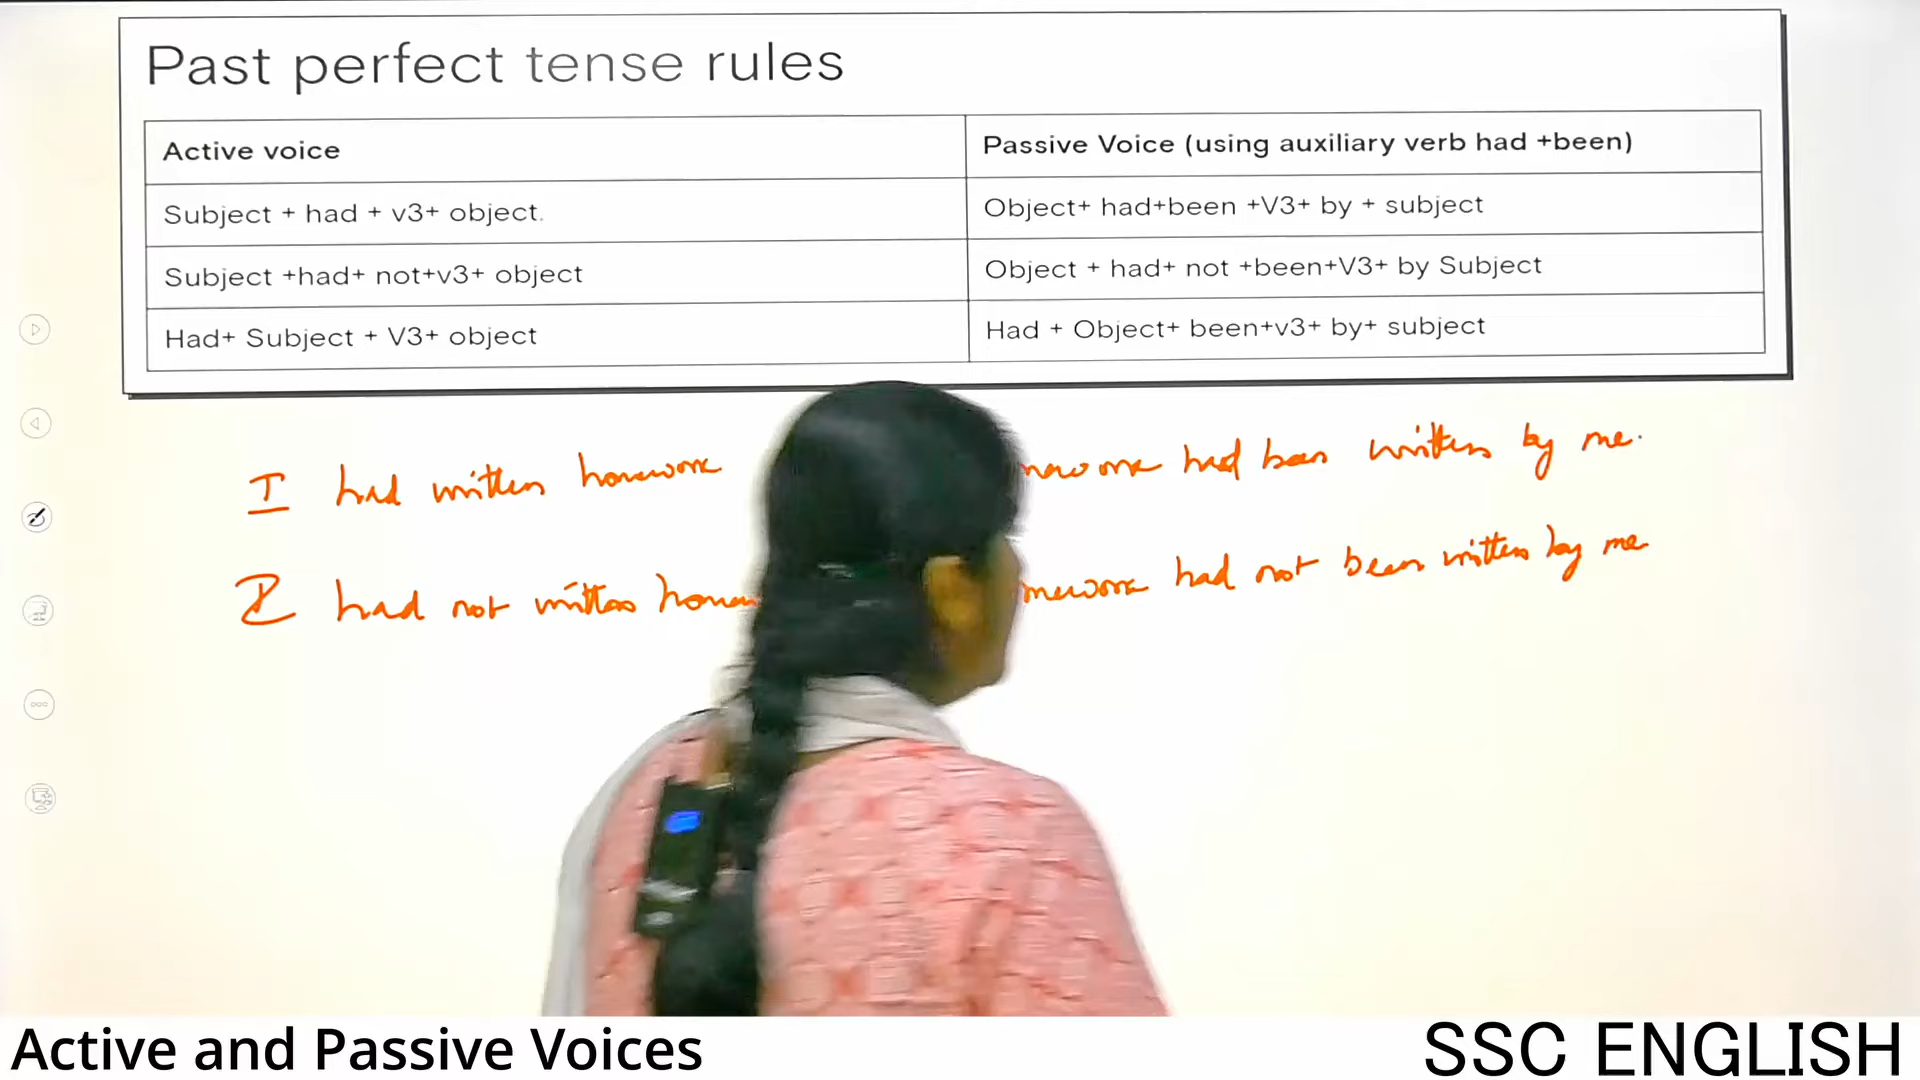 Past perfect tense rules
Active voice
Passive Voice (using auxiliary verb had +been)
Subject + had + v3+ object.
Object+ had+been +V3+ by + subject
Subject +had+ not+v3+ object
Object + had+ not +been+V3+ by Subject
Had+ Subject + V3+ object
Had + Object+ been+v3+ by+ subject
I had written homework
had been written by me.
I had not written
had not been written by me
Active and Passive Voices
SSC ENGLISH